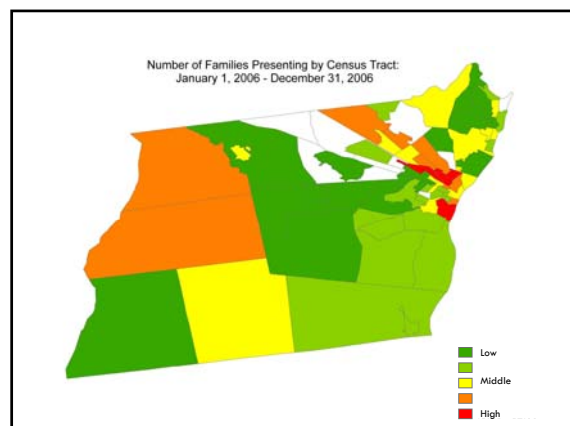 Number of Families Presenting by Census Tract:
January 1, 2006 - December 31, 2006
Low
Middle
High